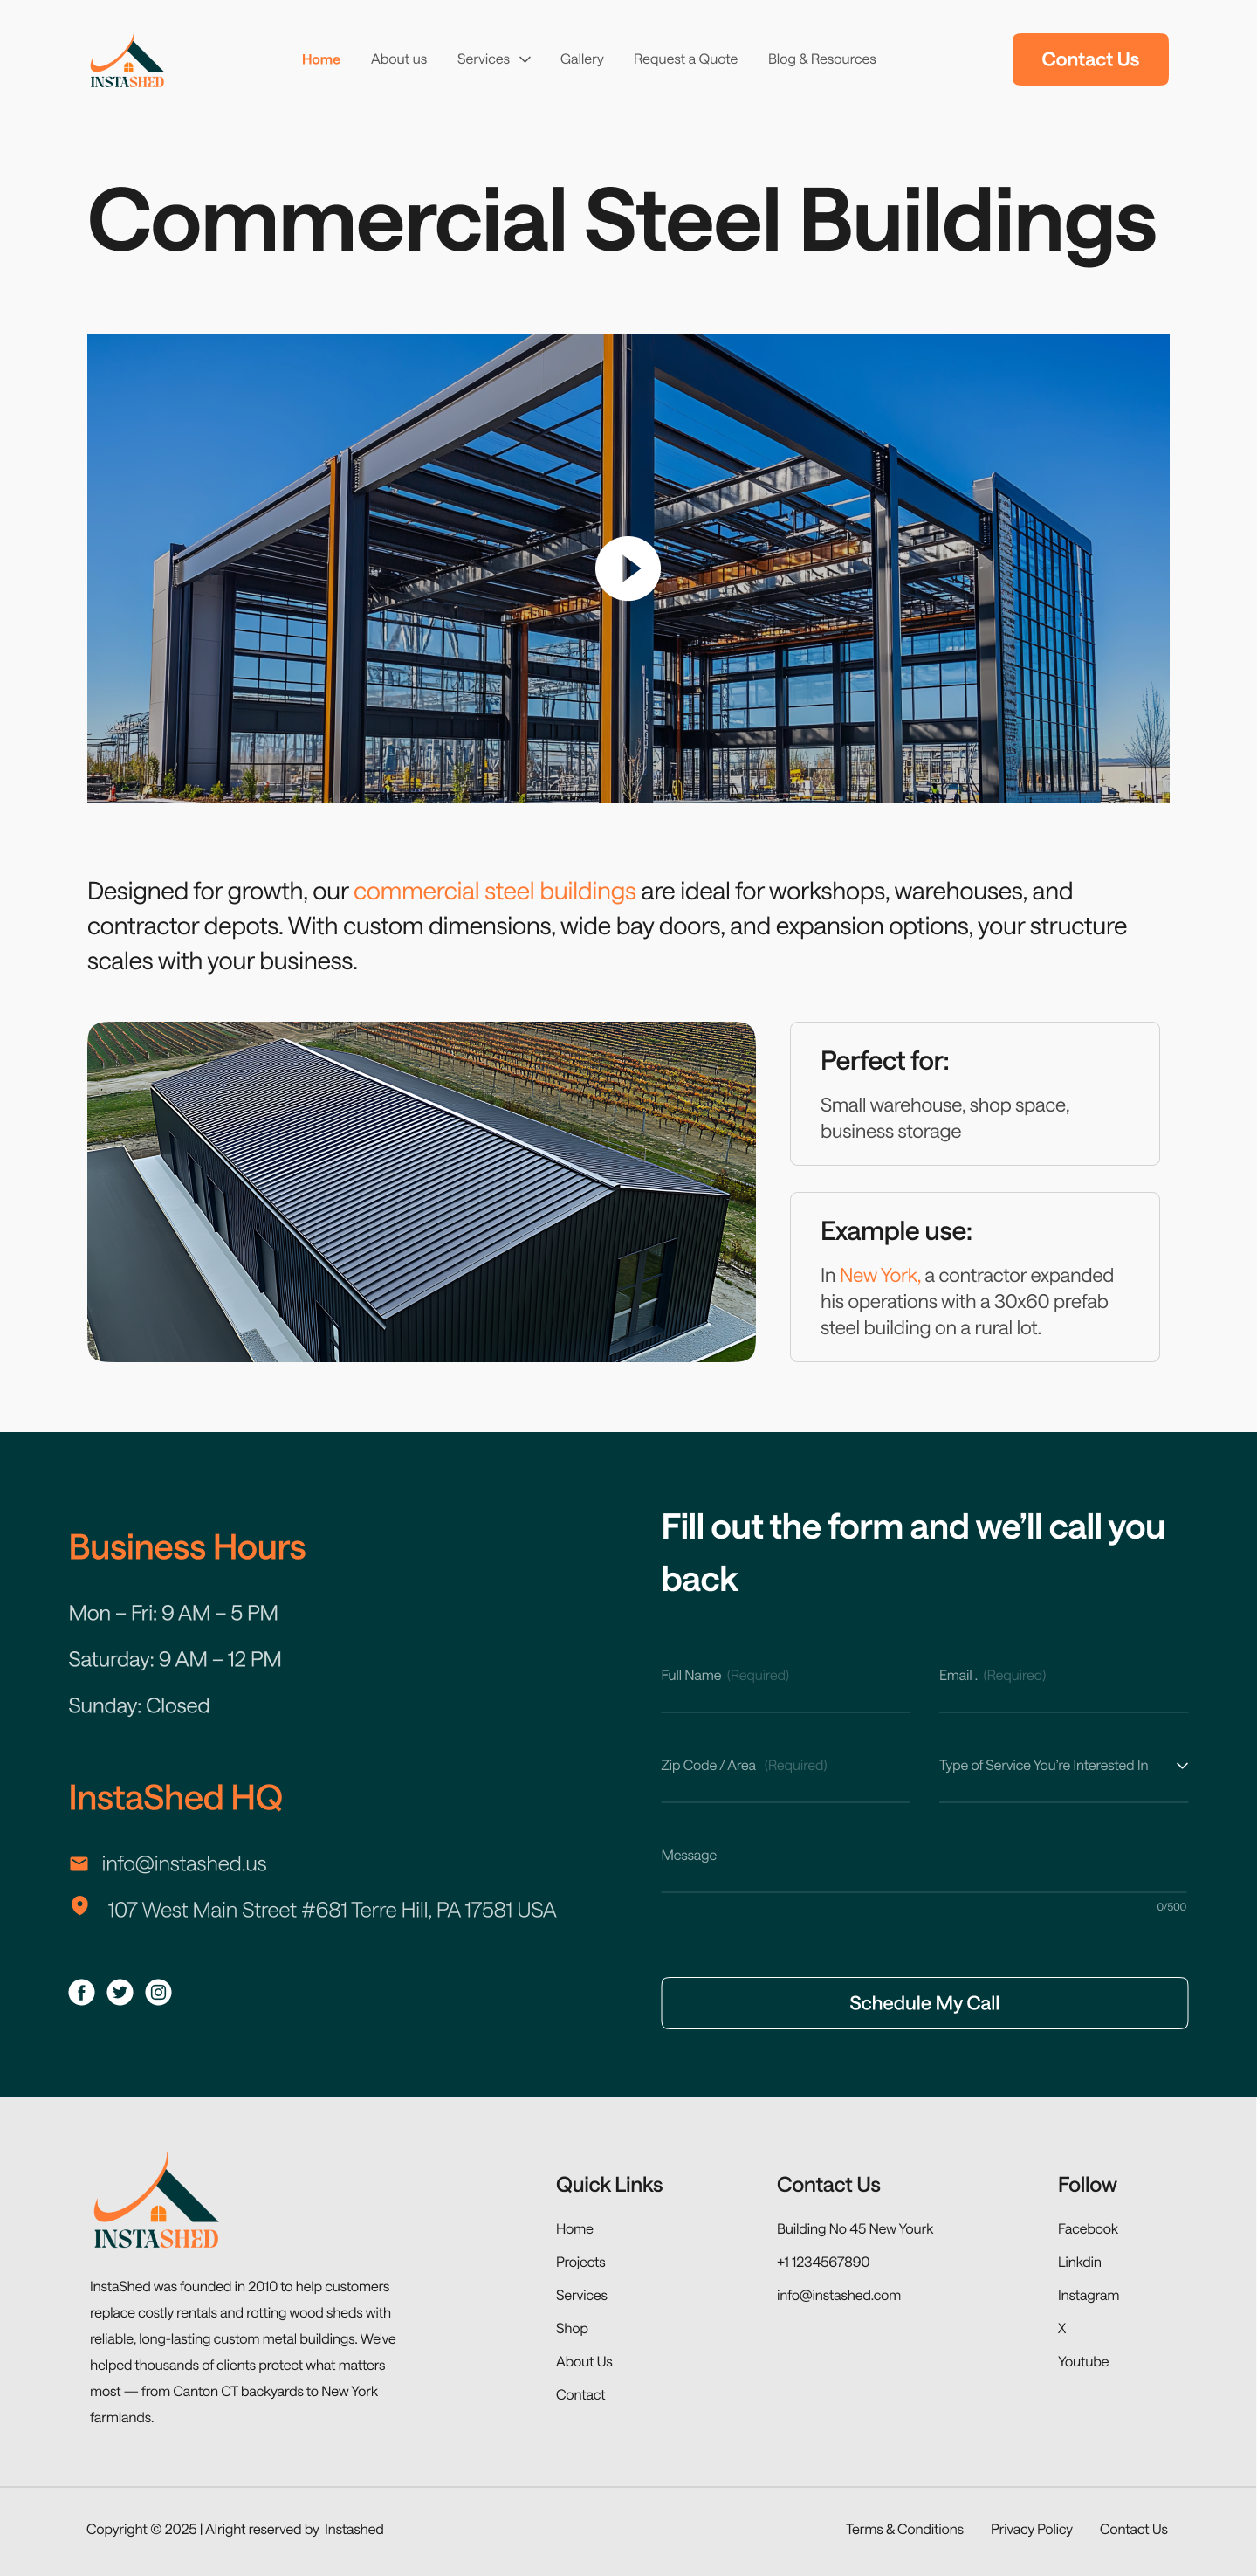 INSTASHED
Home
About us
Services
Gallery
Request a Quote
Blog & Resources
Contact Us
Commercial Steel Buildings
Designed for growth, our commercial steel buildings are ideal for workshops, warehouses, and
contractor depots. With custom dimensions, wide bay doors, and expansion options, your structure
scales with your business.
Perfect for:
Small warehouse, shop space,
business storage
Example use:
In New York, a contractor expanded
his operations with a 30x60 prefab
steel building on a rural lot.
Business Hours
Mon – Fri: 9 AM – 5 PM
Saturday: 9 AM – 12 PM
Sunday: Closed
InstaShed HQ
info@instashed.us
107 West Main Street #681 Terre Hill, PA 17581 USA
Fill out the form and we’ll call you
back
Full Name (Required)
Email . (Required)
Zip Code / Area (Required)
Type of Service You’re Interested In
Message
0/500
Schedule My Call
INSTASHED
InstaShed was founded in 2010 to help customers
replace costly rentals and rotting wood sheds with
reliable, long-lasting custom metal buildings. We've
helped thousands of clients protect what matters
most — from Canton CT backyards to New York
farmlands.
Quick Links
Home
Projects
Services
Shop
About Us
Contact
Contact Us
Building No 45 New Yourk
+1 1234567890
info@instashed.com
Follow
Facebook
Linkdin
Instagram
X
Youtube
Copyright © 2025 | Alright reserved by Instashed
Terms & Conditions
Privacy Policy
Contact Us